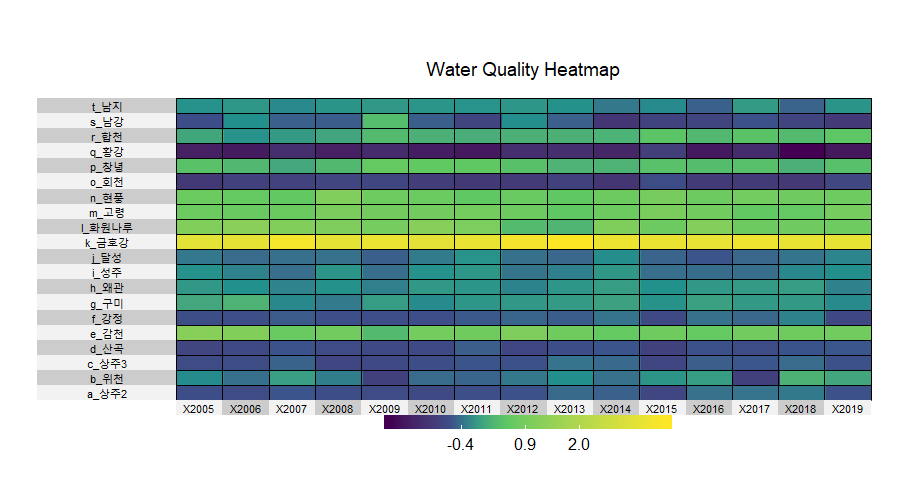 Water Quality Heatmap
t_남지
s_남강
r_합천
q_황강
p_창녕
o_회천
n_현풍
m_고령
l_화원나루
k_금호강
j_달성
i_성주
h_왜관
g_구미
f_강정
e_감천
d_산곡
c_상주3
b_위천
a_상주2
X2005 X2006 X2007 X2008 X2009 X2010 X2011 X2012 X2013 X2014 X2015 X2016 X2017 X2018 X2019
-0.4 0.9 2.0